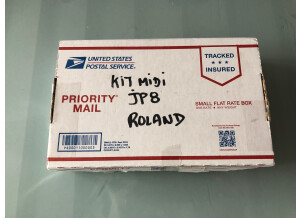 UNITED STATES
POSTAL SERVICE®
TRACKED
★ ★ ★
INSURED
KIT MIDI
JP8
ROLAND
PRIORITY®
MAIL
SMALL FLAT RATE BOX